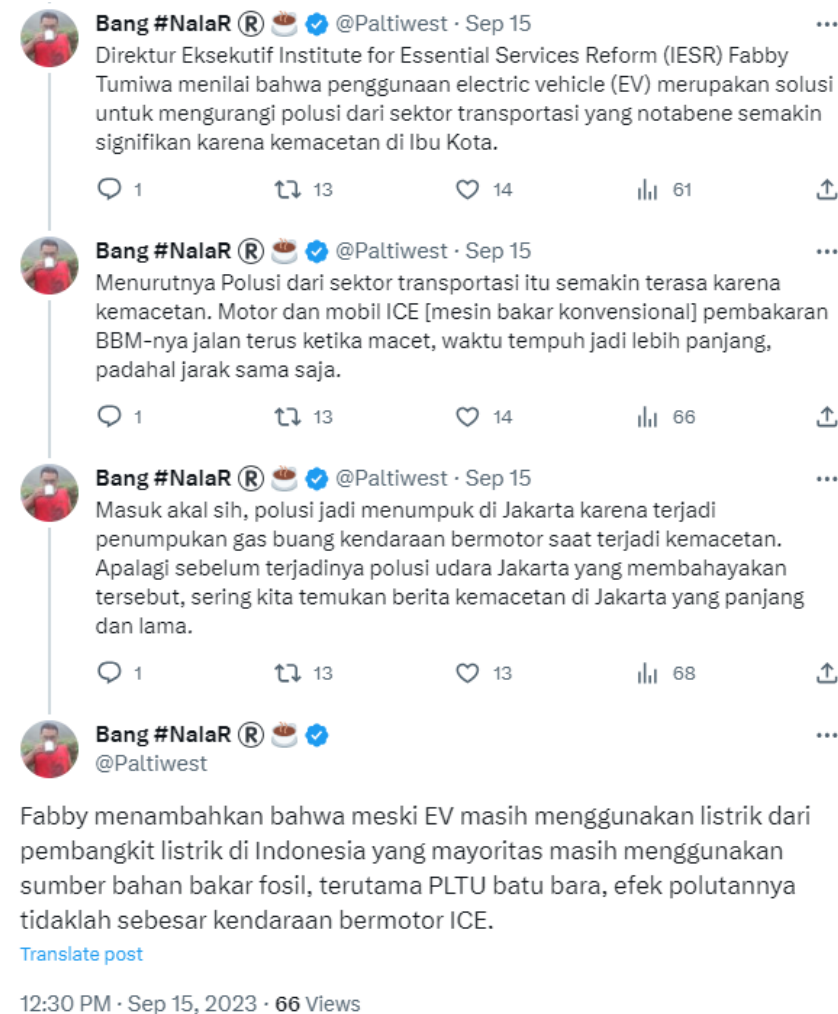 Bang #NalaR Ⓡ ☕ @Paltiwest · Sep 15
Direktur Eksekutif Institute for Essential Services Reform (IESR) Fabby
Tumiwa menilai bahwa penggunaan electric vehicle (EV) merupakan solusi
untuk mengurangi polusi dari sektor transportasi yang notabene semakin
signifikan karena kemacetan di Ibu Kota.
1 13 14 61
Bang #NalaR Ⓡ ☕ @Paltiwest · Sep 15
Menurutnya Polusi dari sektor transportasi itu semakin terasa karena
kemacetan. Motor dan mobil ICE [mesin bakar konvensional] pembakaran
BBM-nya jalan terus ketika macet, waktu tempuh jadi lebih panjang,
padahal jarak sama saja.
1 13 14 66
Bang #NalaR Ⓡ ☕ @Paltiwest · Sep 15
Masuk akal sih, polusi jadi menumpuk di Jakarta karena terjadi
penumpukan gas buang kendaraan bermotor saat terjadi kemacetan.
Apalagi sebelum terjadinya polusi udara Jakarta yang membahayakan
tersebut, sering kita temukan berita kemacetan di Jakarta yang panjang
dan lama.
1 13 13 68
Bang #NalaR Ⓡ ☕
@Paltiwest
Fabby menambahkan bahwa meski EV masih menggunakan listrik dari
pembangkit listrik di Indonesia yang mayoritas masih menggunakan
sumber bahan bakar fosil, terutama PLTU batu bara, efek polutannya
tidaklah sebesar kendaraan bermotor ICE.
Translate post
12:30 PM · Sep 15, 2023 · 66 Views